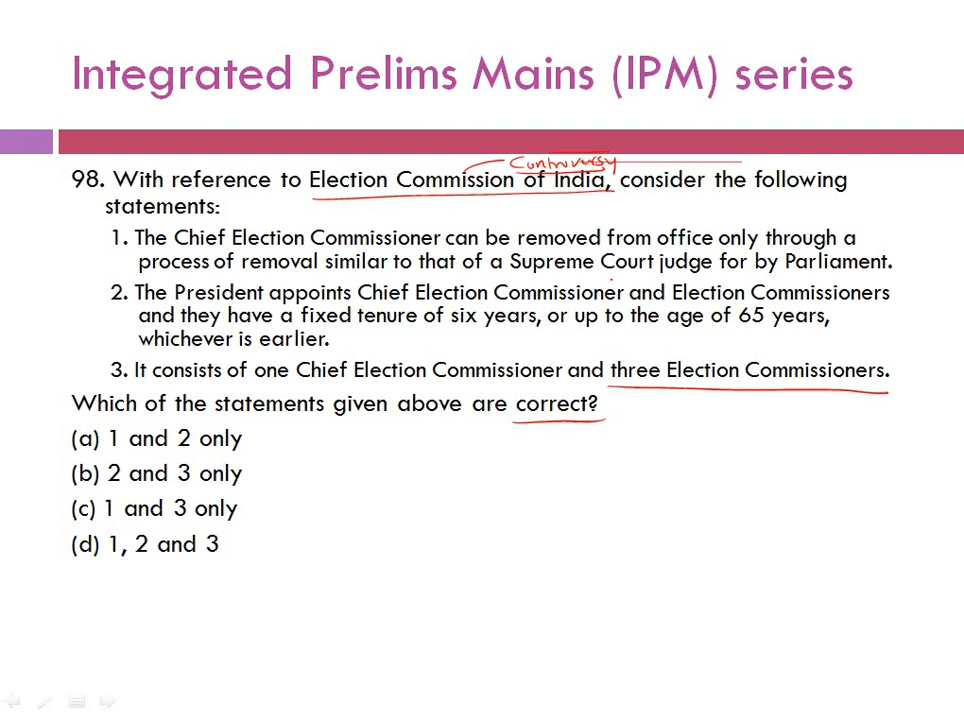 Integrated Prelims Mains (IPM) series
Controversy
98. With reference to Election Commission of India, consider the following
statements:
1. The Chief Election Commissioner can be removed from office only through a
process of removal similar to that of a Supreme Court judge for by Parliament.
2. The President appoints Chief Election Commissioner and Election Commissioners
and they have a fixed tenure of six years, or up to the age of 65 years,
whichever is earlier.
3. It consists of one Chief Election Commissioner and three Election Commissioners.
Which of the statements given above are correct?
(a) 1 and 2 only
(b) 2 and 3 only
(c) 1 and 3 only
(d) 1, 2 and 3